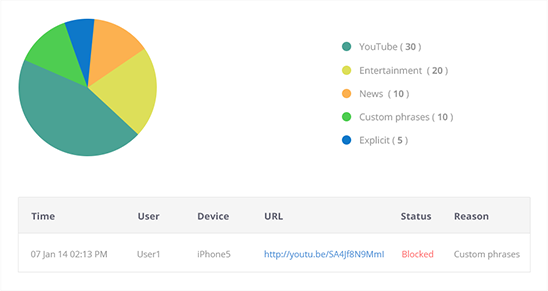 YouTube ( 30 )
Entertainment ( 20 )
News ( 10 )
Custom phrases ( 10 )
Explicit ( 5 )
Time User Device URL Status Reason
07 Jan 14 02:13 PM User1 iPhone5 http://youtu.be/SA4Jf8N9MmI Blocked Custom phrases